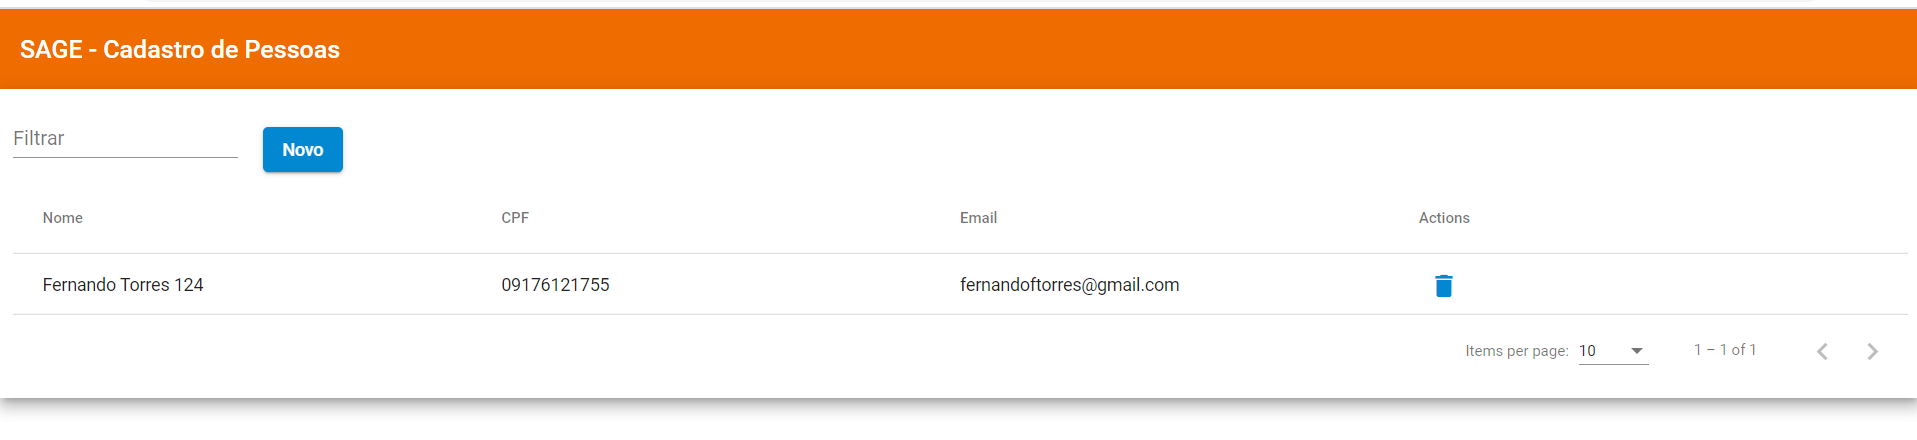 SAGE - Cadastro de Pessoas
Filtrar
Novo
Nome CPF Email Actions
Fernando Torres 124 09176121755 fernandoftorres@gmail.com
Items per page: 10 1 – 1 of 1